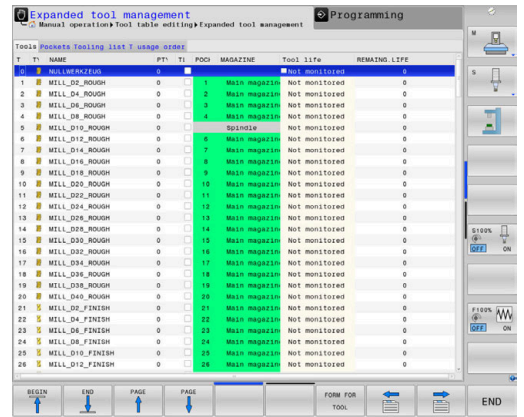 Expanded tool management
Programming
Manual operation▸Tool table editing▸Expanded tool management
Tools Pockets Tooling list T usage order
T NAME MAGAZINE Tool life REMAING.LIFE
0 NULLWERKZEUG 0 Not monitored 0
1 MILL_D2_ROUGH 0 1 Main magazin Not monitored 0
2 MILL_D4_ROUGH 0 2 Main magazin Not monitored 0
3 MILL_D6_ROUGH 0 3 Main magazin Not monitored 0
4 MILL_D8_ROUGH 0 4 Main magazin Not monitored 0
5 MILL_D10_ROUGH 0 Spindle Not monitored 0
6 MILL_D12_ROUGH 0 6 Main magazin Not monitored 0
7 MILL_D14_ROUGH 0 7 Main magazin Not monitored 0
8 MILL_D16_ROUGH 0 8 Main magazin Not monitored 0
9 MILL_D18_ROUGH 0 9 Main magazin Not monitored 0
10 MILL_D20_ROUGH 0 10 Main magazin Not monitored 0
11 MILL_D22_ROUGH 0 11 Main magazin Not monitored 0
12 MILL_D24_ROUGH 0 12 Main magazin Not monitored 0
13 MILL_D26_ROUGH 0 13 Main magazin Not monitored 0
14 MILL_D28_ROUGH 0 14 Main magazin Not monitored 0
15 MILL_D30_ROUGH 0 15 Main magazin Not monitored 0
16 MILL_D32_ROUGH 0 16 Main magazin Not monitored 0
17 MILL_D34_ROUGH 0 17 Main magazin Not monitored 0
18 MILL_D36_ROUGH 0 18 Main magazin Not monitored 0
19 MILL_D38_ROUGH 0 19 Main magazin Not monitored 0
20 MILL_D40_ROUGH 0 20 Main magazin Not monitored 0
21 MILL_D2_FINISH 0 21 Main magazin Not monitored 0
22 MILL_D4_FINISH 0 22 Main magazin Not monitored 0
23 MILL_D6_FINISH 0 23 Main magazin Not monitored 0
24 MILL_D8_FINISH 0 24 Main magazin Not monitored 0
25 MILL_D10_FINISH 0 25 Main magazin Not monitored 0
26 MILL_D12_FINISH 0 26 Main magazin Not monitored 0
M
S
T
S100%
OFF ON
F100%
OFF ON
BEGIN
END
PAGE
PAGE
FORM FOR
TOOL
END